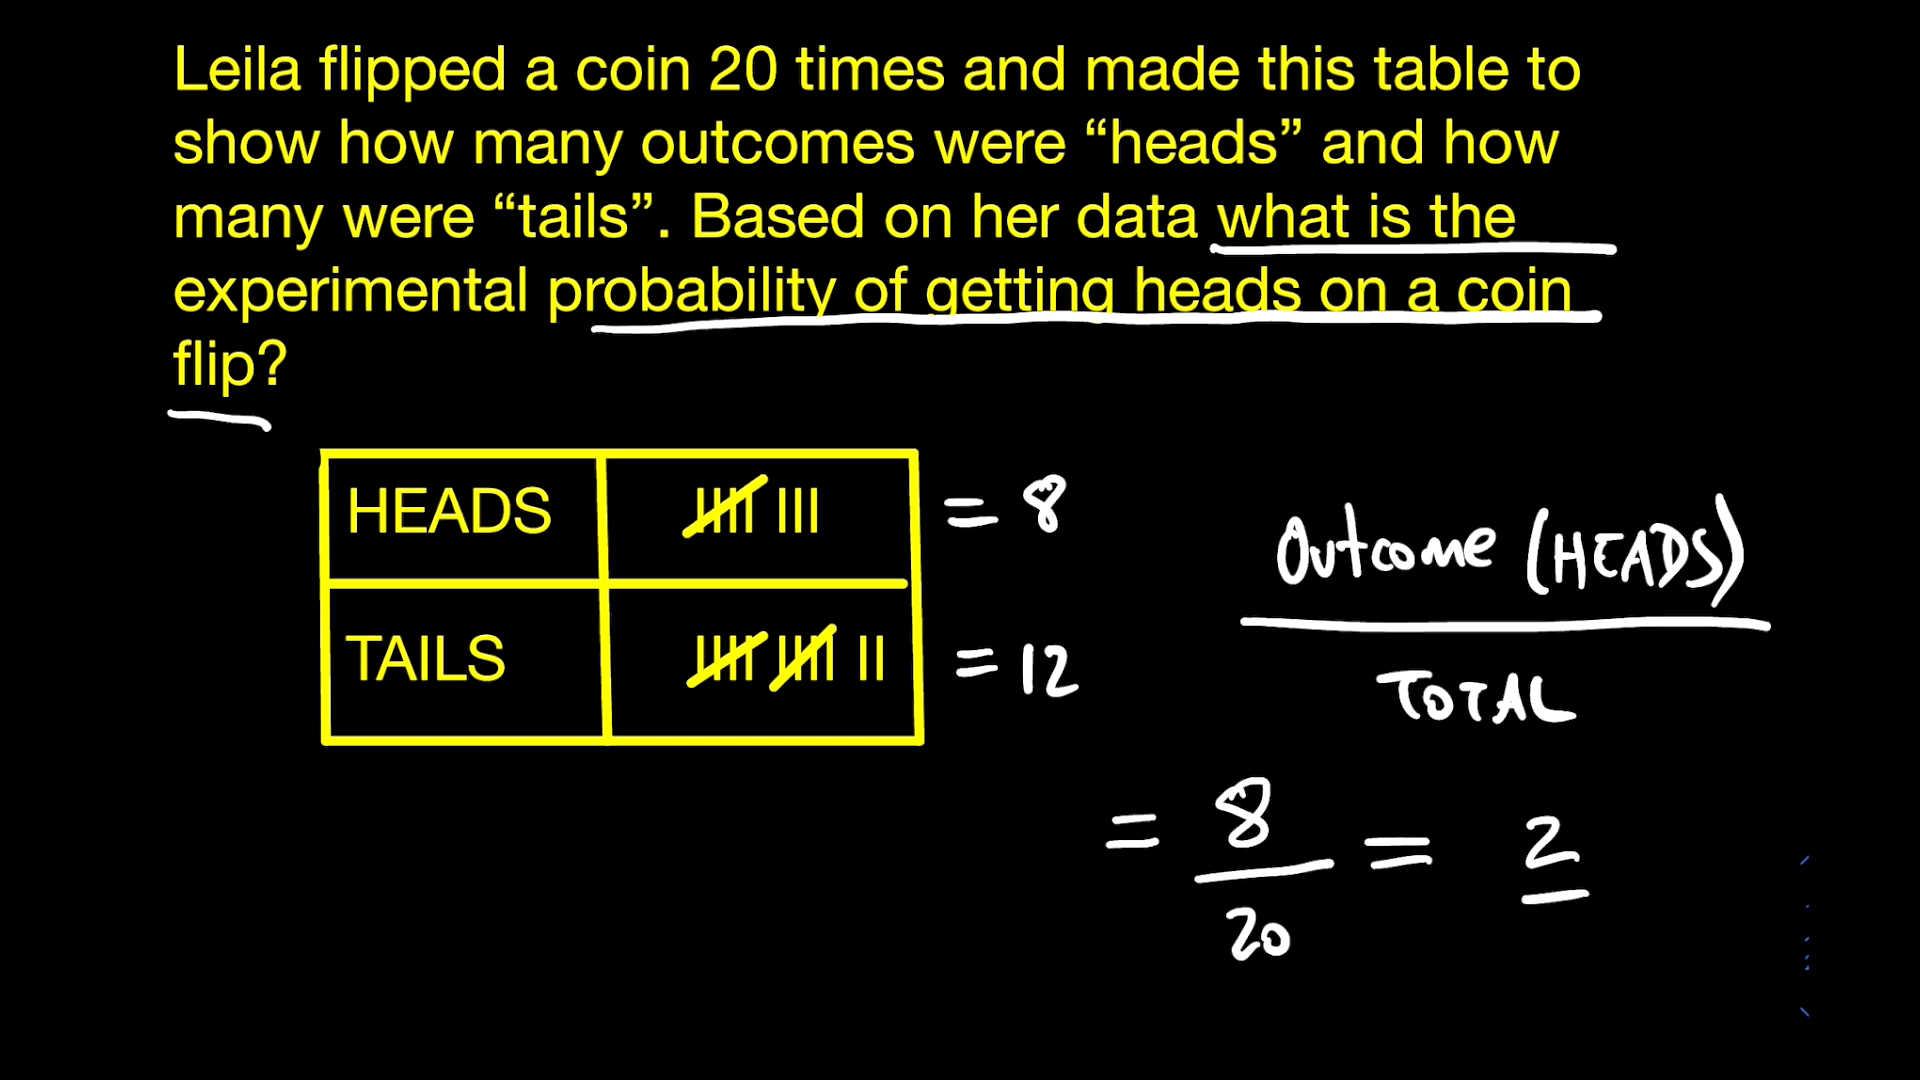 Leila flipped a coin 20 times and made this table to
show how many outcomes were “heads” and how
many were “tails”. Based on her data what is the
experimental probability of getting heads on a coin
flip?
HEADS 𝍸 III = 8
TAILS 𝍸 𝍸 II = 12
Outcome (HEADS)
TOTAL
= 8/20 = 2